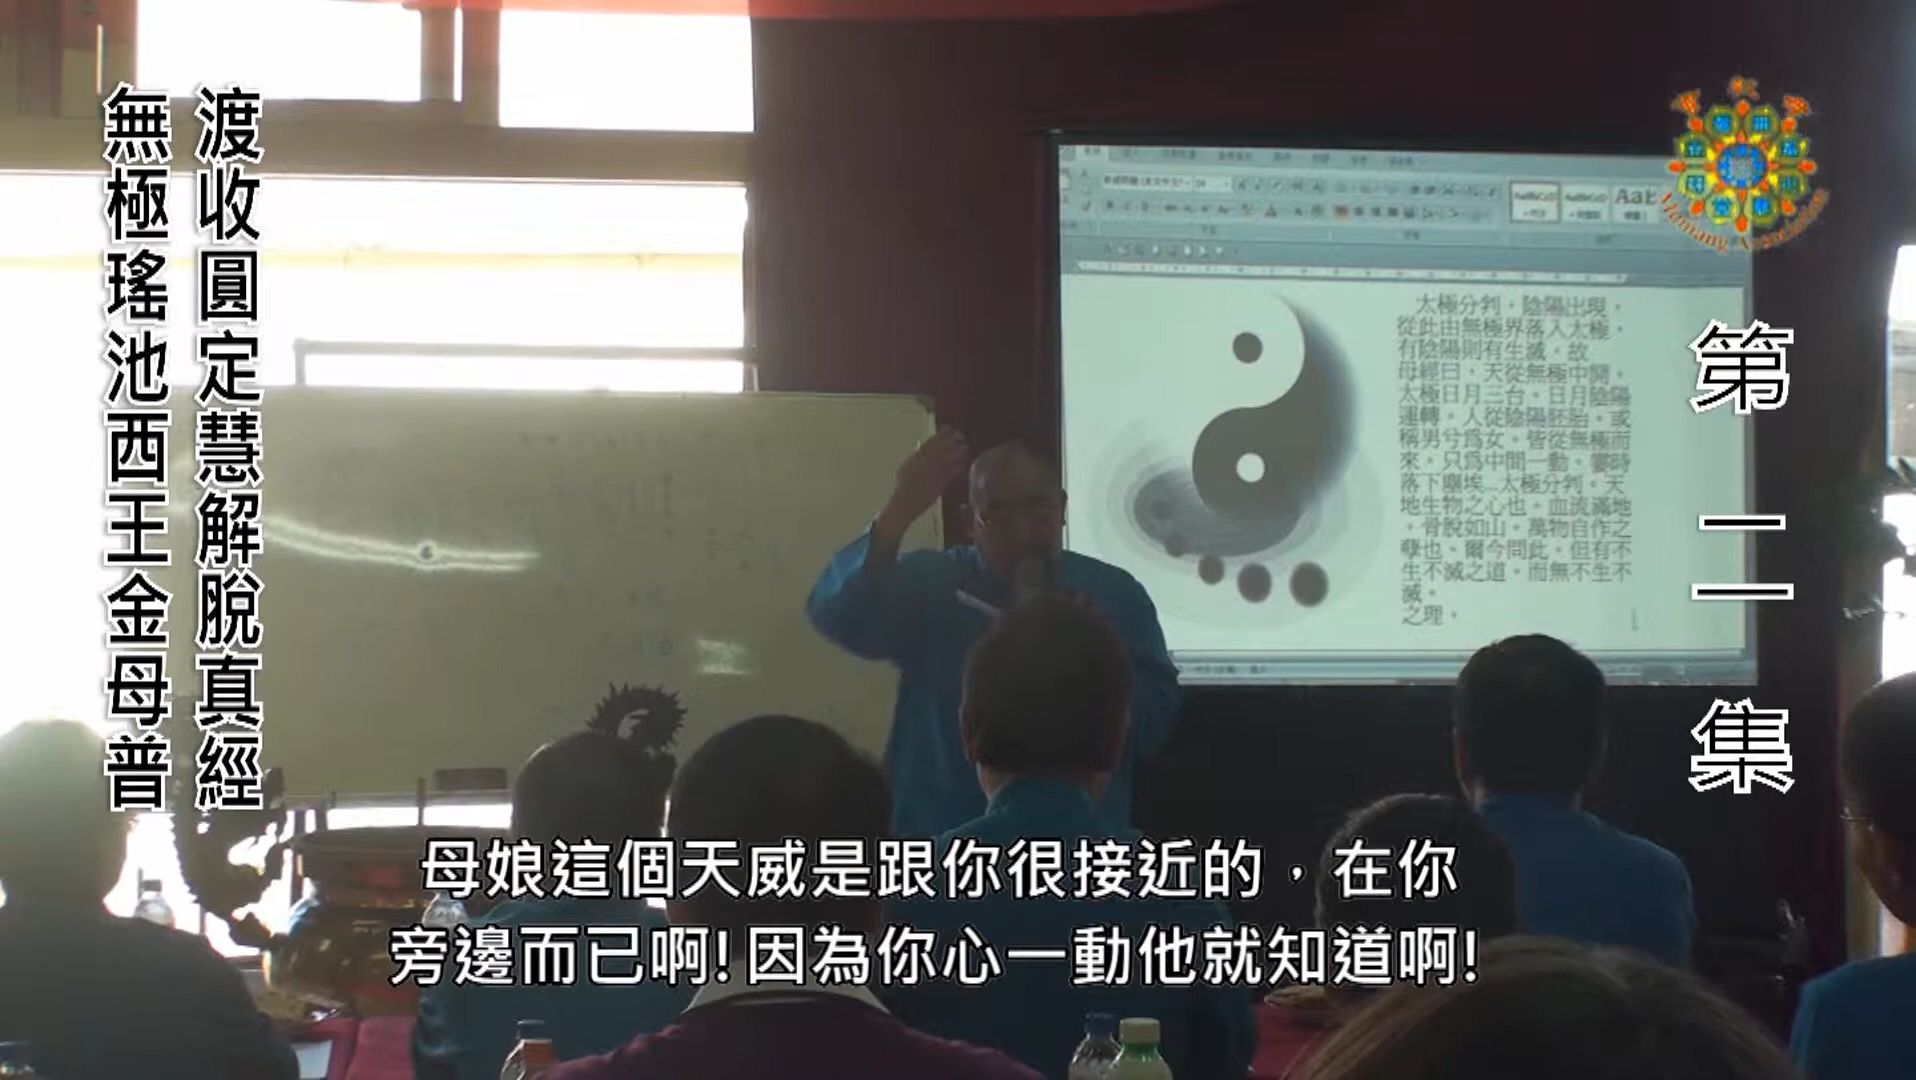 無極瑤池西王金母普
渡收圓定慧解脫真經
第二集
太極分判，陰陽出現，
從此由無極界落入太極，
有陰陽則有生滅，故
母經曰，天從無極中開，
太極日月三台，日月陰陽
運轉，人從陰陽胚胎，或
稱男兮為女，皆從無極而
來，只為中間一動，霎時
落下塵埃...太極分判，天
地生物之心也，血流滿地
，骨脫如山，萬物自作之
孽也，爾今問此，但有不
生不滅之道，而無不生不
滅。
之理。
AaB
母娘這個天威是跟你很接近的，在你
旁邊而已啊!因為你心一動他就知道啊!